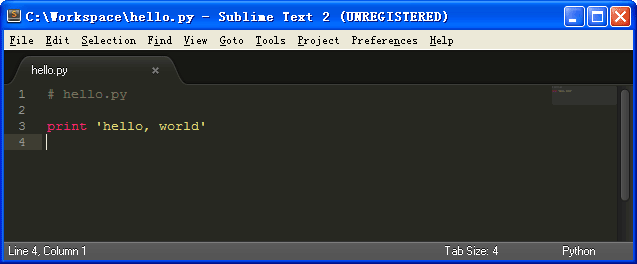 C:\Workspace\hello.py - Sublime Text 2 (UNREGISTERED)
File Edit Selection Find View Goto Tools Project Preferences Help
hello.py ×
1 # hello.py
2
3 print 'hello, world'
4
Line 4, Column 1 Tab Size: 4 Python